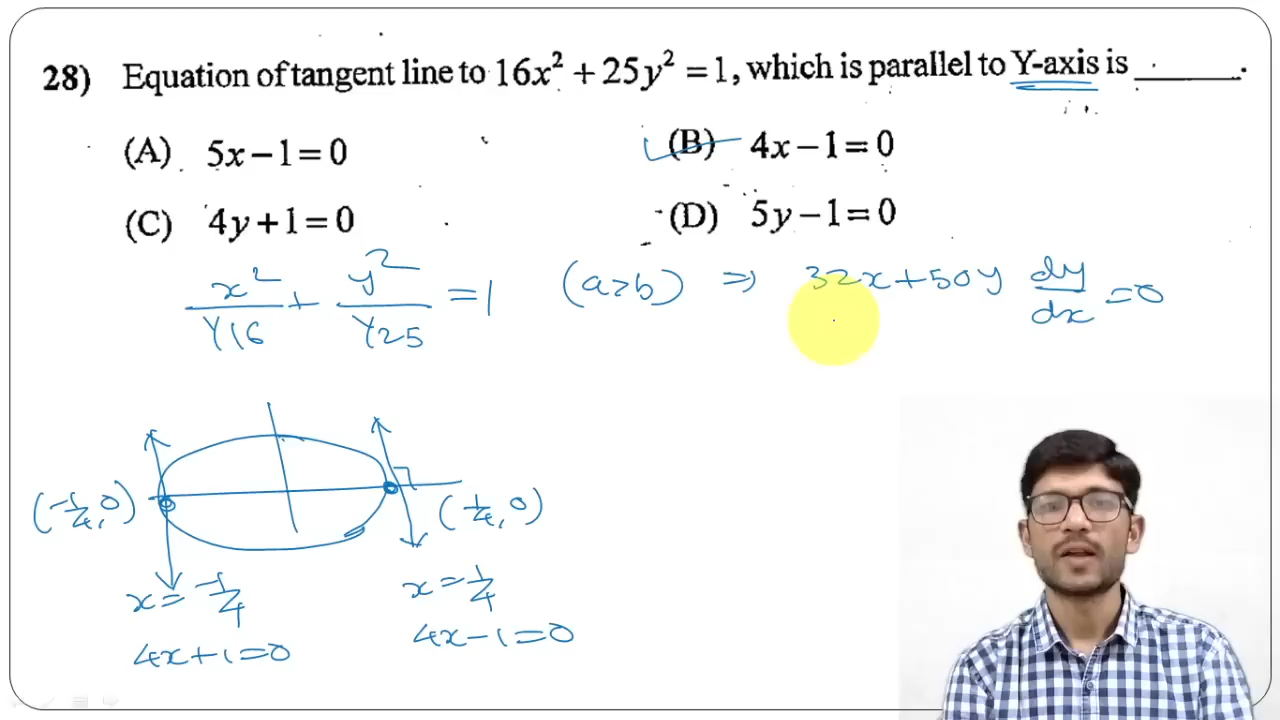 28) Equation of tangent line to 16x² + 25y² = 1, which is parallel to Y-axis is ______.
(A) 5x − 1 = 0
(B) 4x − 1 = 0
(C) 4y + 1 = 0
(D) 5y − 1 = 0
x²/1/16 + y²/1/25 = 1 (a>b) ⇒ 32x + 50y dy/dx = 0
(-1/4, 0) (1/4, 0)
x = -1/4 x = 1/4
4x + 1 = 0 4x − 1 = 0